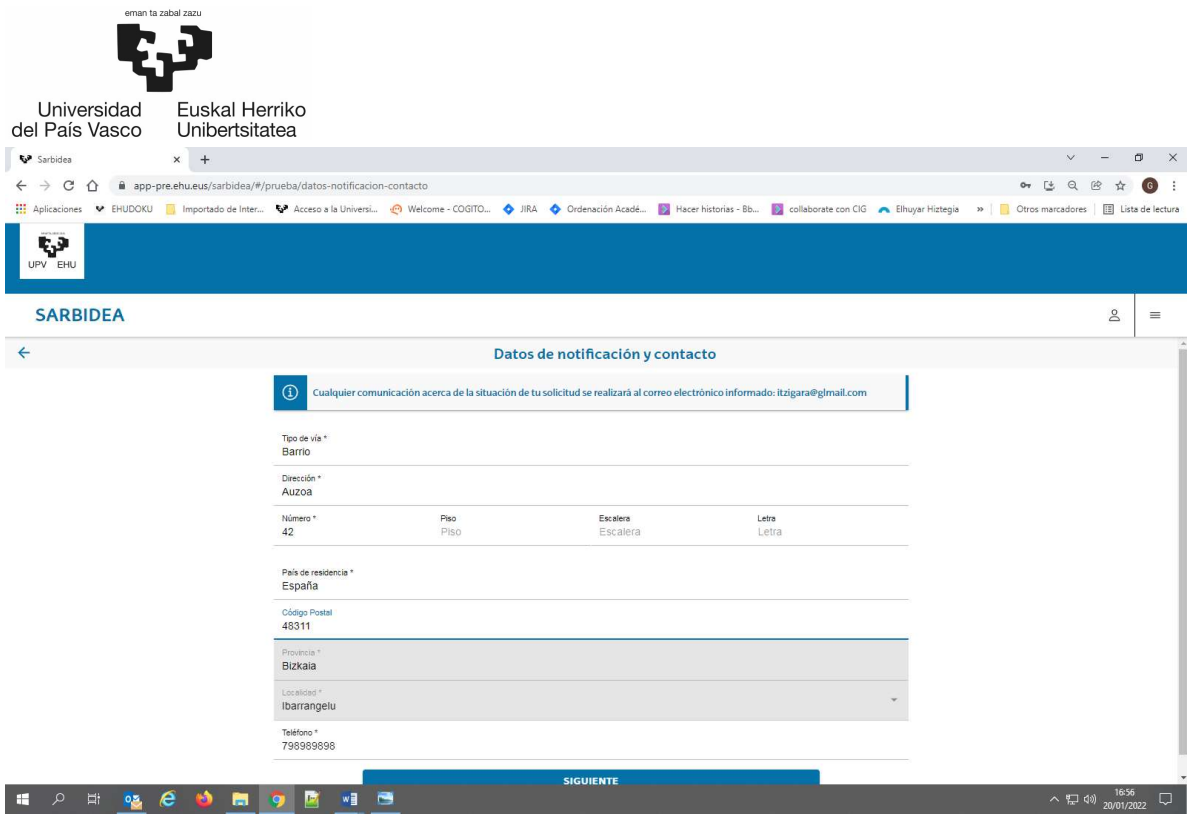 eman ta zabal zazu
Universidad Euskal Herriko
del País Vasco Unibertsitatea
Sarbidea
app-pre.ehu.eus/sarbidea/#/prueba/datos-notificacion-contacto
G
Aplicaciones EHUDOKU Importado de Inter... Acceso a la Universi... Welcome - COGITO... JIRA Ordenación Acadé... Hacer historias - Bb... collaborate con CIG Elhuyar Hiztegia » Otros marcadores Lista de lectura
UPV EHU
SARBIDEA
Datos de notificación y contacto
Cualquier comunicación acerca de la situación de tu solicitud se realizará al correo electrónico informado: itzigara@glmail.com
Tipo de vía *
Barrio
Dirección *
Auzoa
Número * Piso Escalera Letra
42 Piso Escalera Letra
País de residencia *
España
Código Postal
48311
Provincia *
Bizkaia
Localidad *
Ibarrangelu
Teléfono *
798989898
SIGUIENTE
16:56
20/01/2022